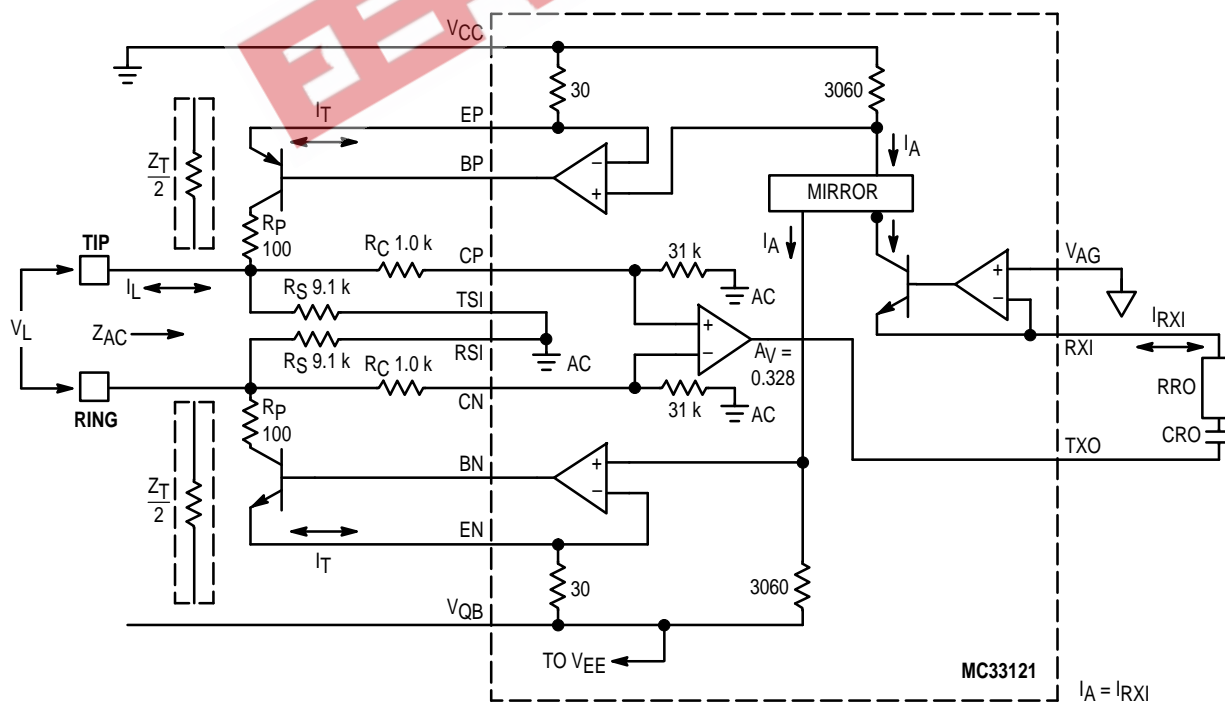 VCC
30
3060
IT
EP
IA
ZT
2
BP
−
+
MIRROR
RP
100
TIP
RC 1.0 k
CP
31 k
IA
+
−
VAG
IL
RS 9.1 k
TSI
AC
IRXI
VL
ZAC
RSI
RS 9.1 k
AC
+
−
AV =
0.328
RXI
RRO
RC 1.0 k
CN
31 k
AC
RING
RP
100
CRO
TXO
BN
+
−
ZT
2
EN
IT
30
3060
VQB
TO VEE
MC33121
IA = IRXI